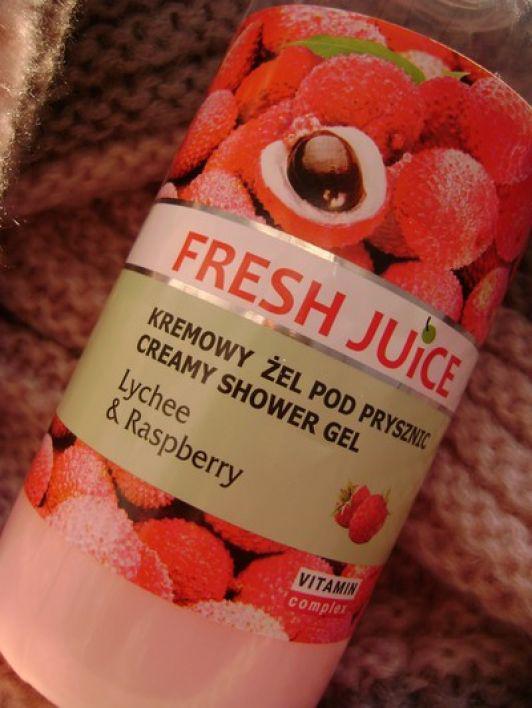 FRESH JUiCE
KREMOWY ŻEL POD PRYSZNIC
CREAMY SHOWER GEL
Lychee
& Raspberry
VITAMIN
complex